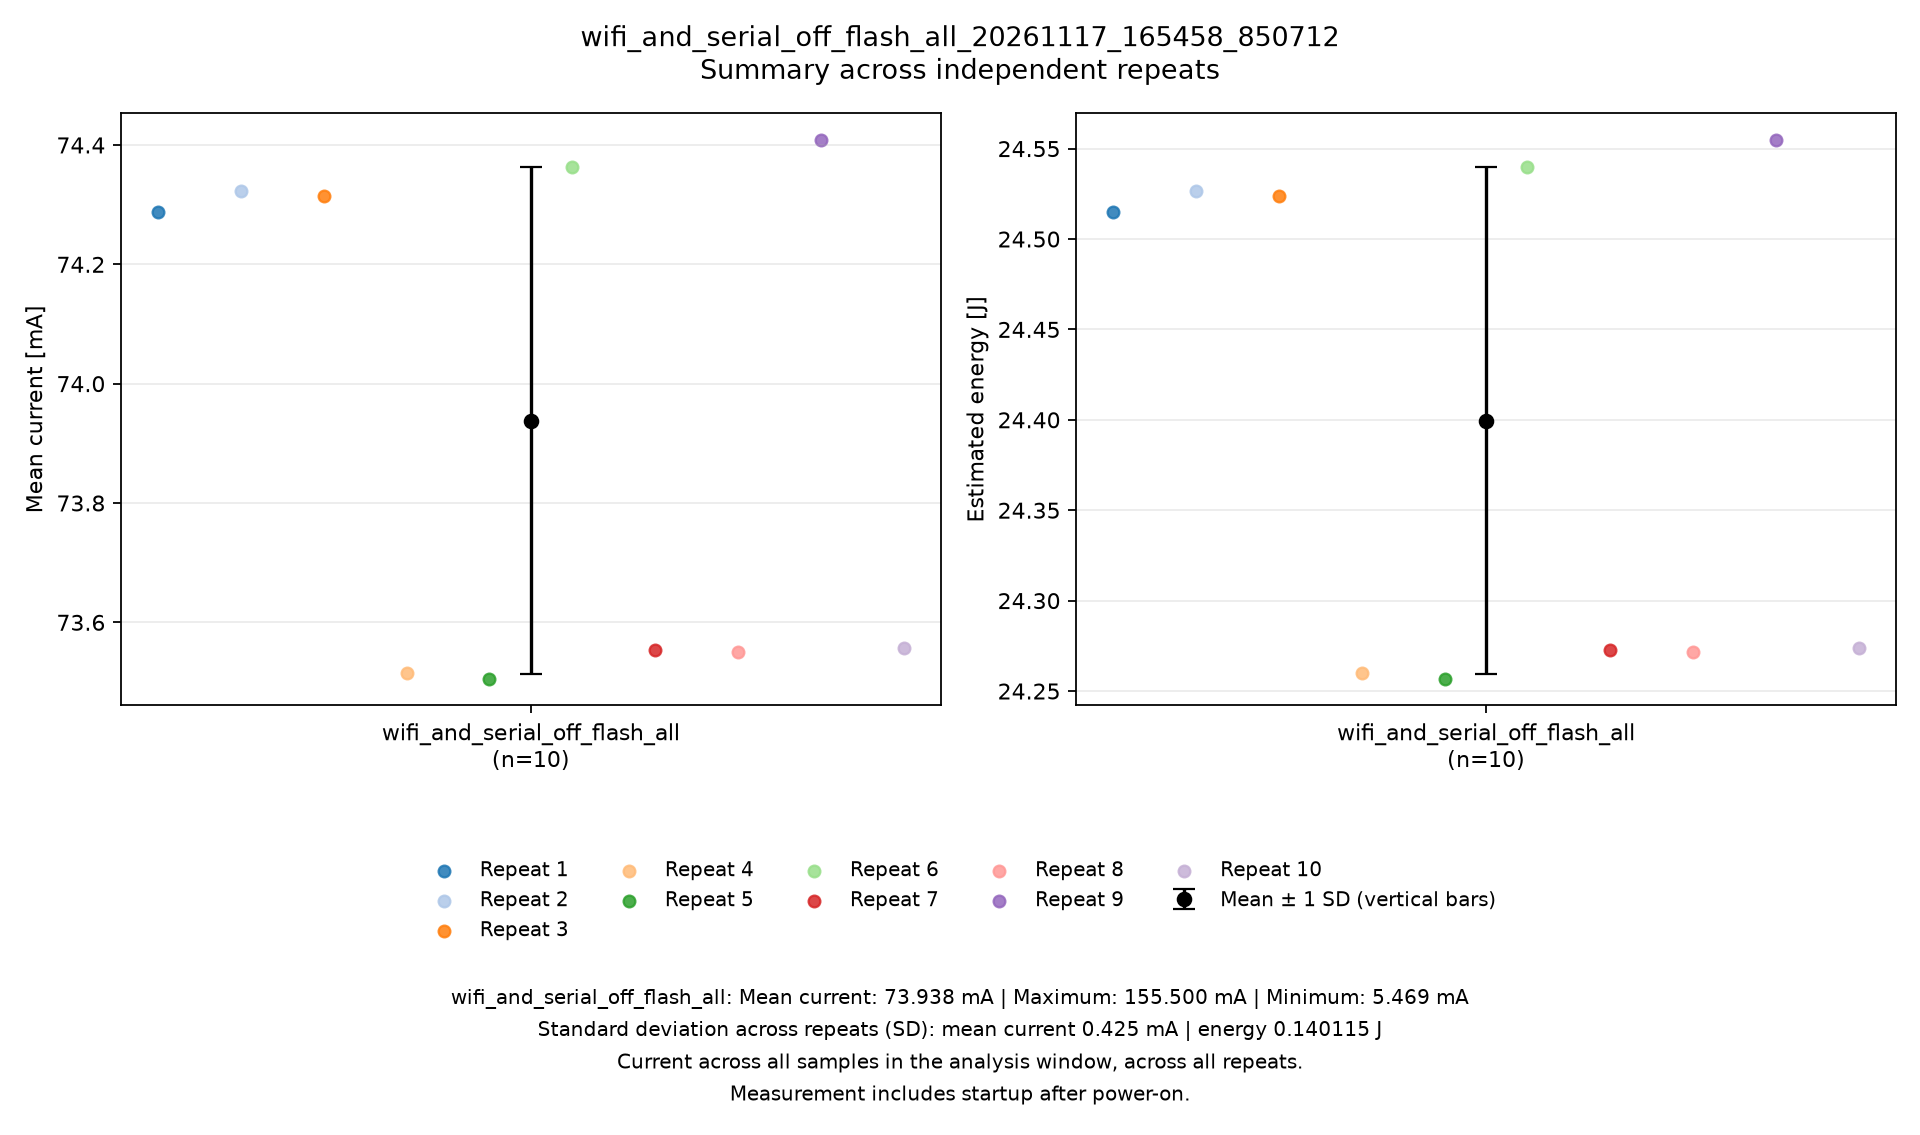 wifi_and_serial_off_flash_all_20261117_165458_850712
Summary across independent repeats
Mean current [mA]
74.4
74.2
74.0
73.8
73.6
wifi_and_serial_off_flash_all
(n=10)
Estimated energy [J]
24.55
24.50
24.45
24.40
24.35
24.30
24.25
wifi_and_serial_off_flash_all
(n=10)
Repeat 1
Repeat 2
Repeat 3
Repeat 4
Repeat 5
Repeat 6
Repeat 7
Repeat 8
Repeat 9
Repeat 10
Mean ± 1 SD (vertical bars)
wifi_and_serial_off_flash_all: Mean current: 73.938 mA | Maximum: 155.500 mA | Minimum: 5.469 mA
Standard deviation across repeats (SD): mean current 0.425 mA | energy 0.140115 J
Current across all samples in the analysis window, across all repeats.
Measurement includes startup after power-on.